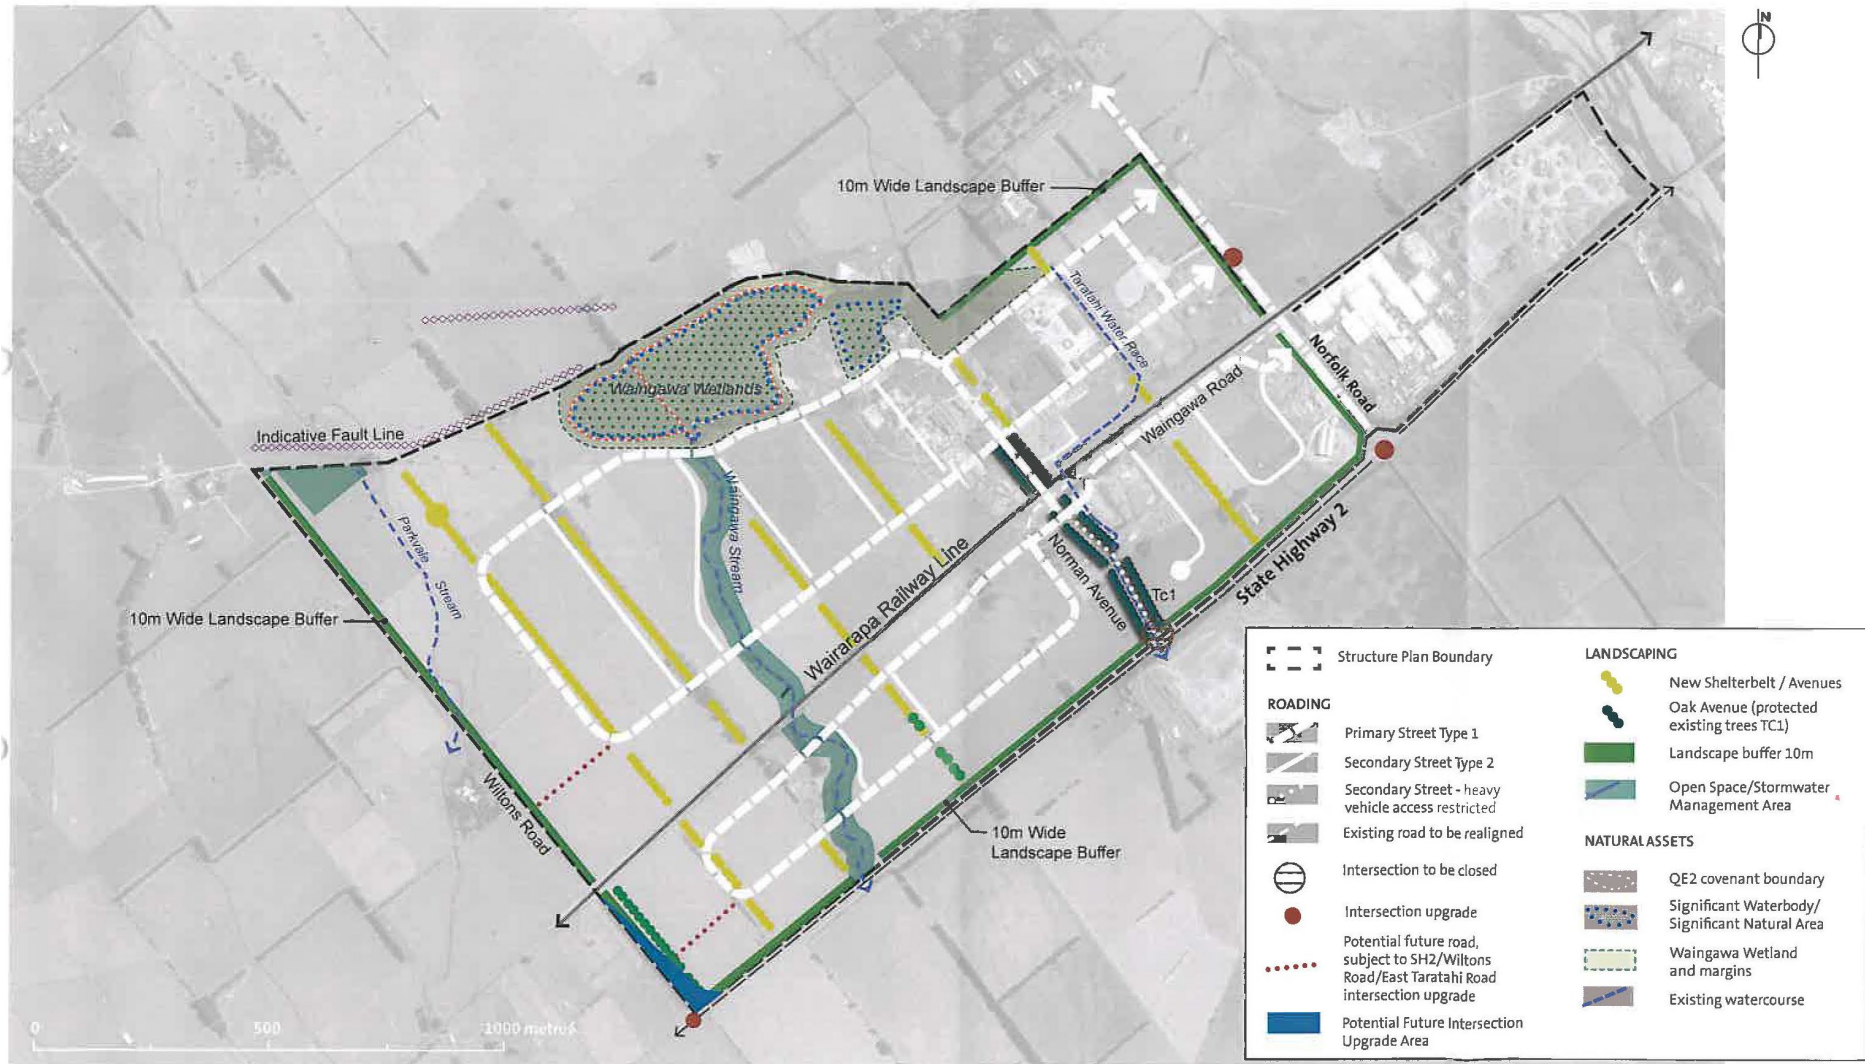 N
10m Wide Landscape Buffer
Taratahi Water Race
Norfolk Road
Waingawa Wetlands
Waingawa Road
Indicative Fault Line
Waingawa Stream
Parkvale Stream
State Highway 2
Wairarapa Railway Line
Norman Avenue
Tc1
10m Wide Landscape Buffer
Wiltons Road
10m Wide
Landscape Buffer
0 500 1000 metres
Structure Plan Boundary
ROADING
Primary Street Type 1
Secondary Street Type 2
Secondary Street - heavy
vehicle access restricted
Existing road to be realigned
Intersection to be closed
Intersection upgrade
Potential future road,
subject to SH2/Wiltons
Road/East Taratahi Road
intersection upgrade
Potential Future Intersection
Upgrade Area
LANDSCAPING
New Shelterbelt / Avenues
Oak Avenue (protected
existing trees TC1)
Landscape buffer 10m
Open Space/Stormwater
Management Area
NATURAL ASSETS
QE2 covenant boundary
Significant Waterbody/
Significant Natural Area
Waingawa Wetland
and margins
Existing watercourse